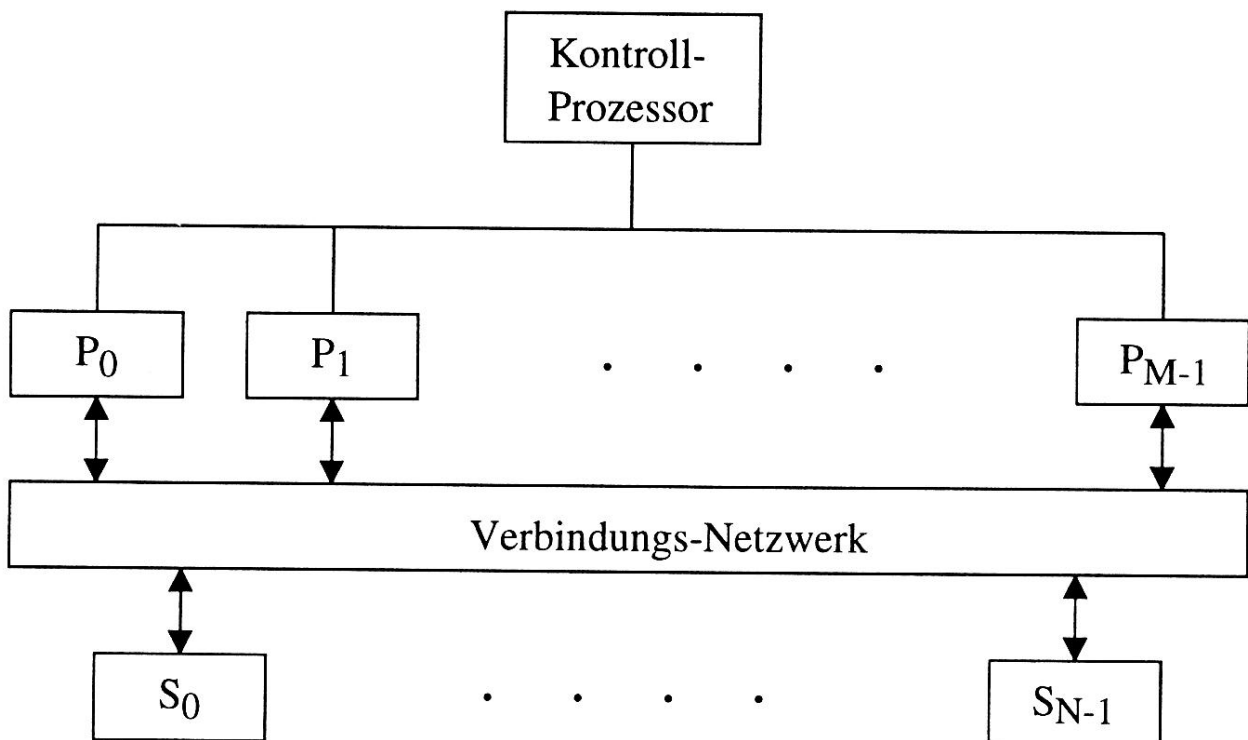 Kontroll-
Prozessor
P0
P1
. . . .
PM-1
Verbindungs-Netzwerk
S0
. . . .
SN-1